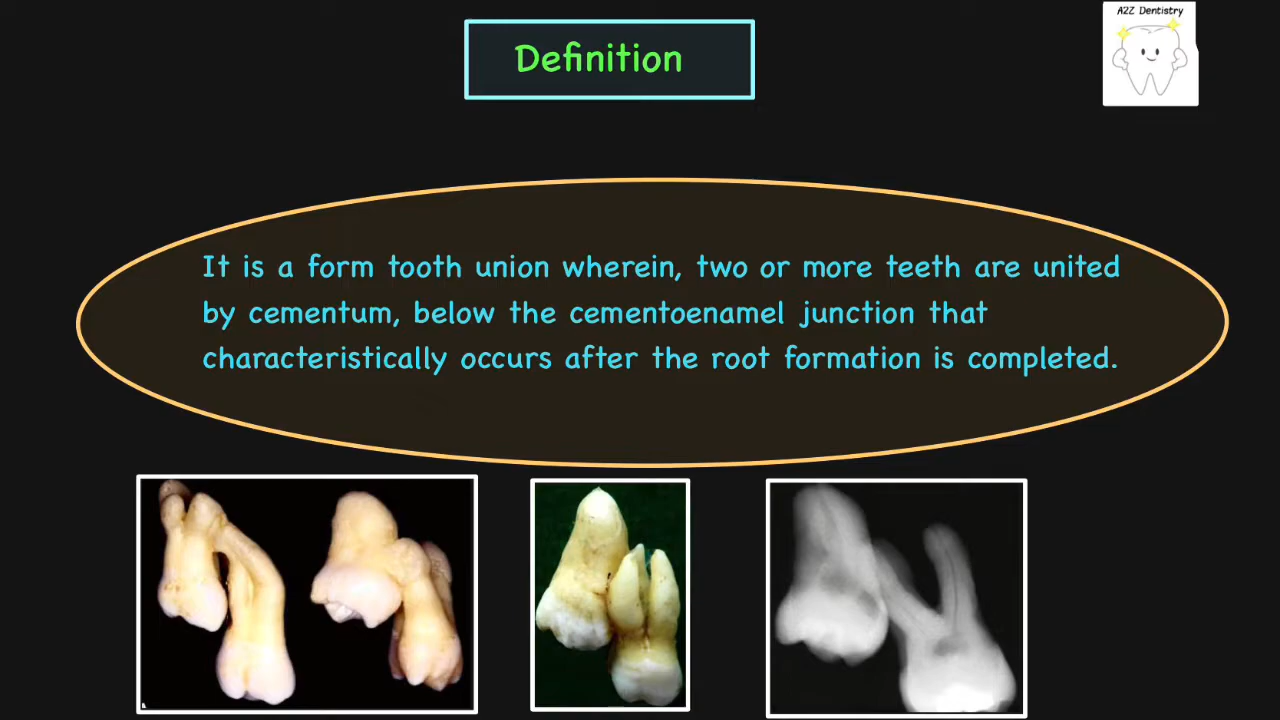 A2Z Dentistry
Definition
It is a form tooth union wherein, two or more teeth are united
by cementum, below the cementoenamel junction that
characteristically occurs after the root formation is completed.